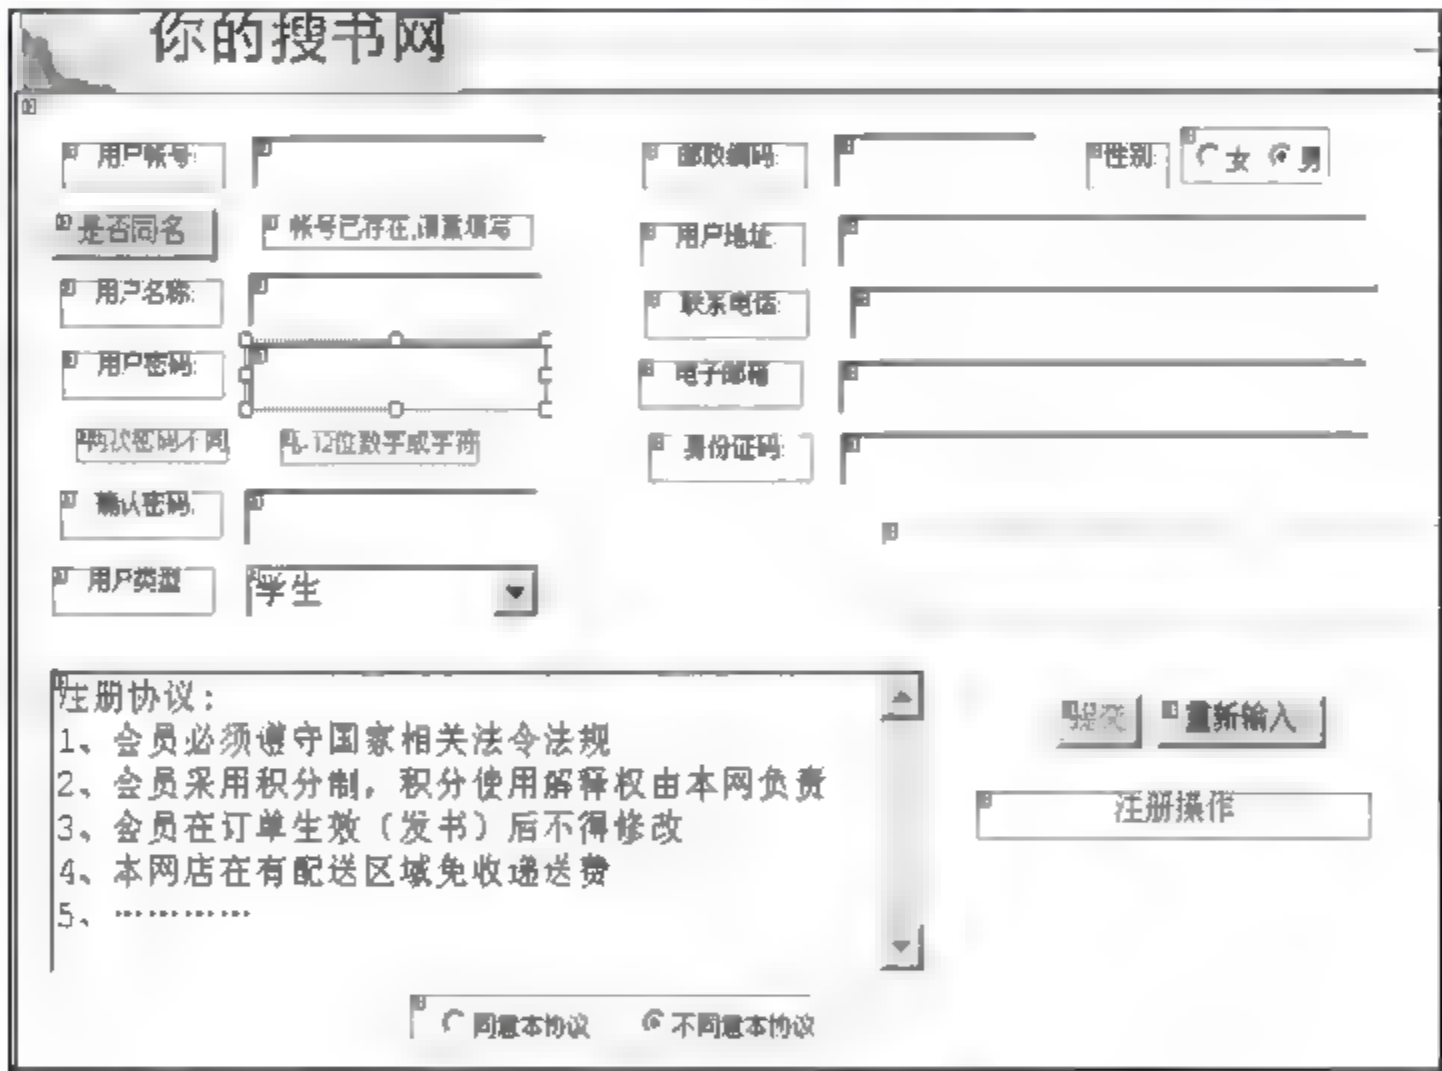 你的搜书网
用户帐号:
邮政编码:
性别:
女 男
是否同名
帐号已存在,请重填写
用户地址:
用户名称:
联系电话:
用户密码:
电子邮箱
两次密码不同
6-12位数字或字符
身份证码:
确认密码:
用户类型
学生
注册协议:
1、会员必须遵守国家相关法令法规
2、会员采用积分制，积分使用解释权由本网负责
3、会员在订单生效（发书）后不得修改
4、本网店在有配送区域免收递送费
5、…………
提交
重新输入
注册操作
同意本协议 不同意本协议